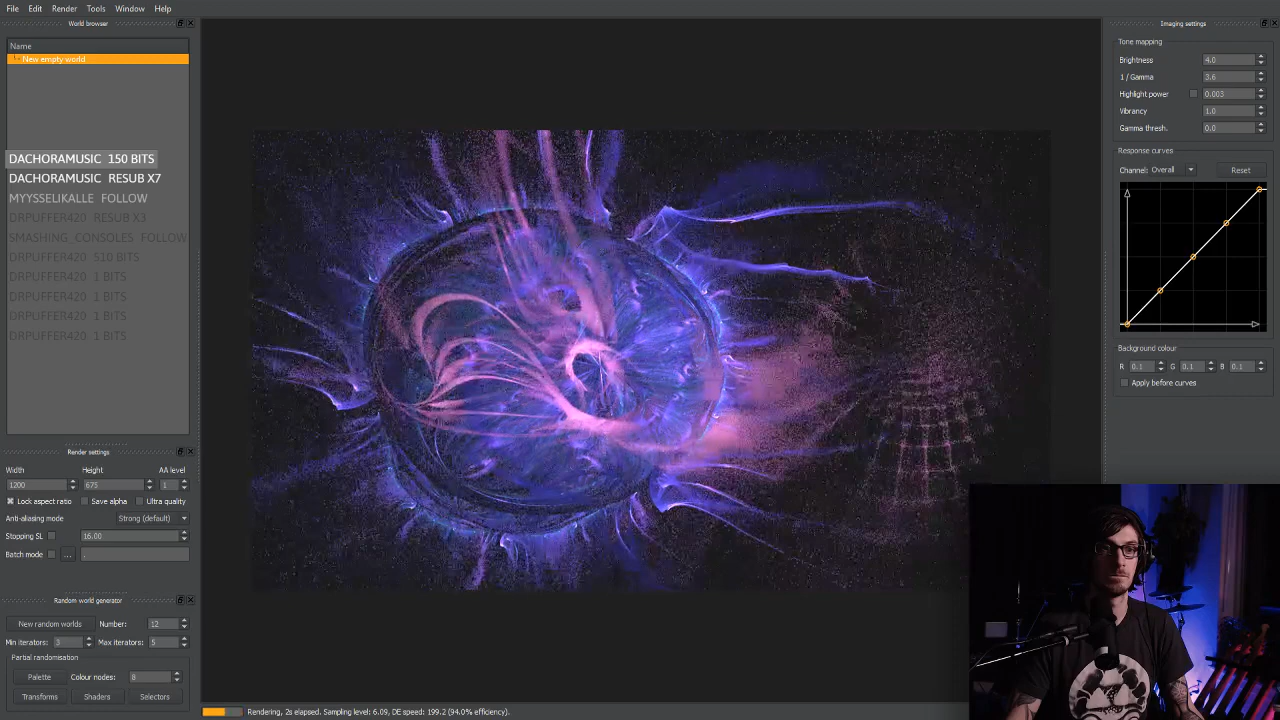 File Edit Render Tools Window Help
World browser
Name
New empty world
DACHORAMUSIC 150 BITS
DACHORAMUSIC RESUB X7
MYYSSELIKALLE FOLLOW
DRPUFFER420 RESUB X3
SMASHING_CONSOLES FOLLOW
DRPUFFER420 510 BITS
DRPUFFER420 1 BITS
DRPUFFER420 1 BITS
DRPUFFER420 1 BITS
DRPUFFER420 1 BITS
Render settings
Width Height AA level
1200 675 1
Lock aspect ratio Save alpha Ultra quality
Anti-aliasing mode Strong (default)
Stopping SL 16.00
Batch mode ... .
Random world generator
New random worlds Number: 12
Min iterators: 3 Max iterators: 5
Partial randomisation
Palette Colour nodes: 8
Transforms Shaders Selectors
Rendering, 2s elapsed. Sampling level: 6.09, DE speed: 199.2 (94.0% efficiency).
Imaging settings
Tone mapping
Brightness 4.0
1 / Gamma 3.6
Highlight power 0.003
Vibrancy 1.0
Gamma thresh. 0.0
Response curves
Channel: Overall Reset
Background colour
R 0.1 G 0.1 B 0.1
Apply before curves